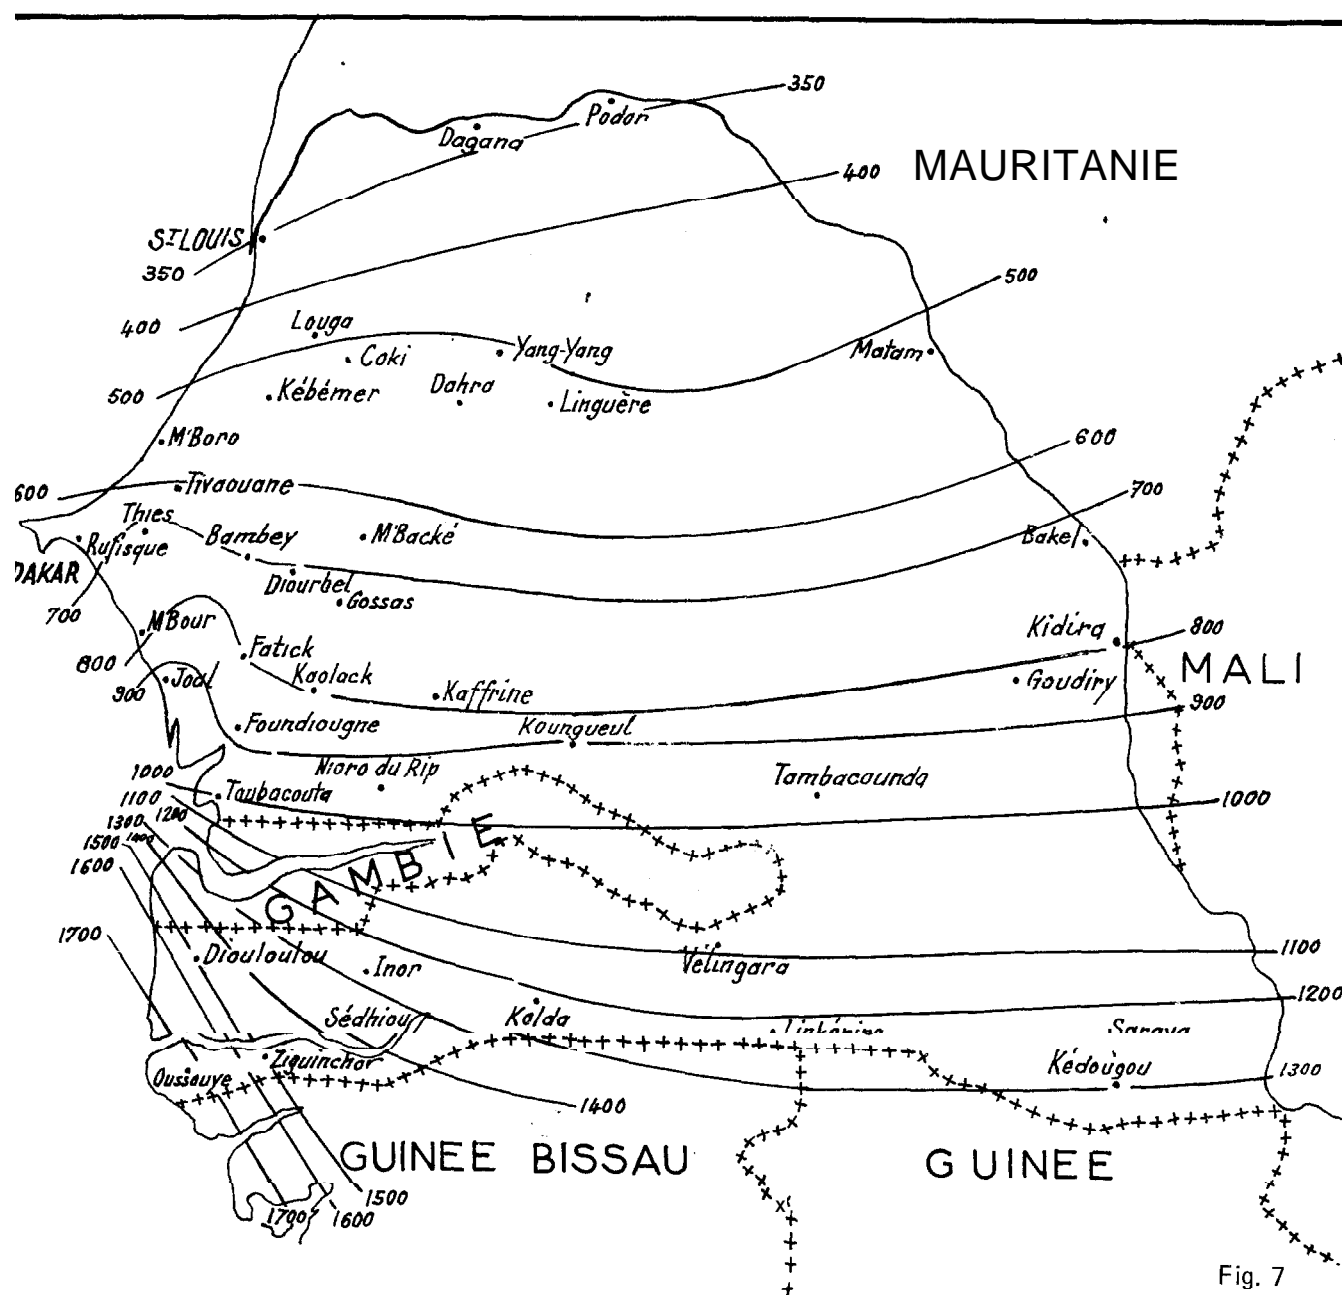 350
Podor
Dagana
MAURITANIE
400
ST LOUIS
350
500
400
Louga
Coki
Yang-Yang
Matam
500
Kébémer
Dahra
Linguère
M'Boro
600
600
Tivaouane
700
Thies
Rufisque
Bambey
M'Backé
Bakel
DAKAR
Diourbel
Gossas
700
M'Bour
Kidira
800
800
Fatick
MALI
900
Joal
Kaolack
Kaffrine
Goudiry
900
Foundiougne
Koungueul
1000
Nioro du Rip
Tambacounda
1100
Toubacouta
1000
1300
1200
1500
1400
1600
GAMBIE
1700
Diouloulou
Inor
Vélingara
1100
1200
Sédhiou
Kolda
Saraya
Ziguinchor
Oussouye
Kédougou
1300
1400
GUINEE BISSAU
GUINEE
1500
1700
1600
Fig. 7